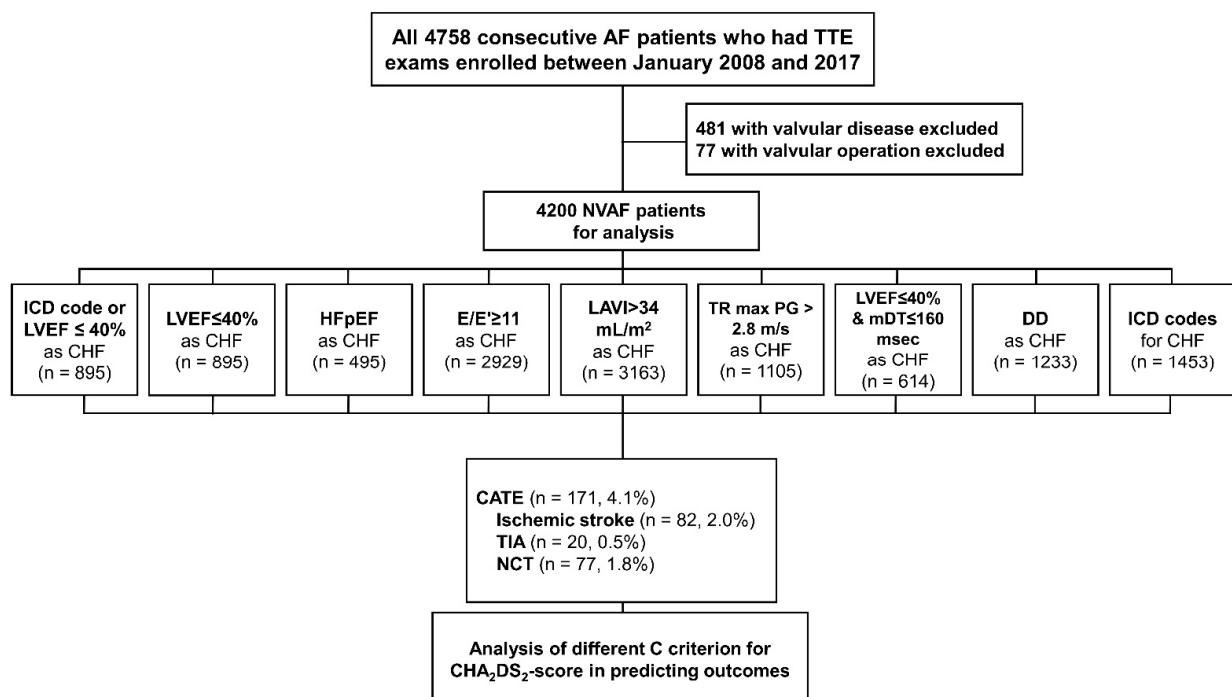 All 4758 consecutive AF patients who had TTE
exams enrolled between January 2008 and 2017
481 with valvular disease excluded
77 with valvular operation excluded
4200 NVAF patients
for analysis
ICD code or
LVEF ≤ 40%
as CHF
(n = 895)
LVEF≤40%
as CHF
(n = 895)
HFpEF
as CHF
(n = 495)
E/E'≥11
as CHF
(n = 2929)
LAVI>34
mL/m²
as CHF
(n = 3163)
TR max PG >
2.8 m/s
as CHF
(n = 1105)
LVEF≤40%
& mDT≤160
msec
as CHF
(n = 614)
DD
as CHF
(n = 1233)
ICD codes
for CHF
(n = 1453)
CATE (n = 171, 4.1%)
Ischemic stroke (n = 82, 2.0%)
TIA (n = 20, 0.5%)
NCT (n = 77, 1.8%)
Analysis of different C criterion for
CHA₂DS₂-score in predicting outcomes